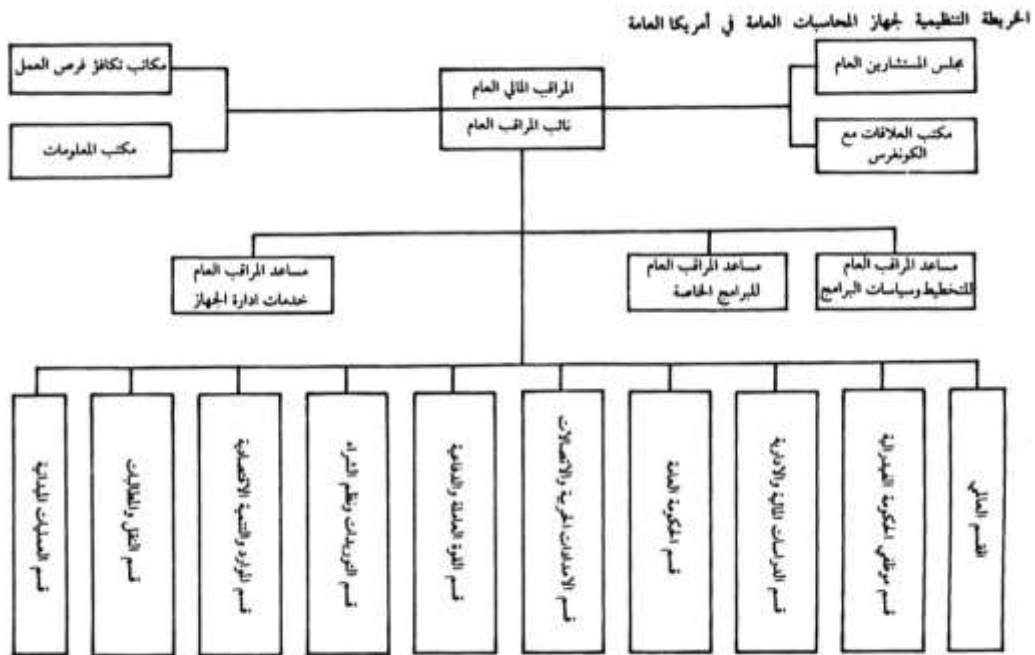 الخريطة التنظيمية لجهاز المحاسبات العامة في أمريكا العامة
مجلس المستشارين العام
المراقب المالي العام
مكاتب تكافؤ فرص العمل
نائب المراقب العام
مكتب العلاقات مع
الكونغرس
مكتب المعلومات
مساعد المراقب العام
للتخطيط وسياسات البرامج
مساعد المراقب العام
للبرامج الخاصة
مساعد المراقب العام
خدمات ادارة الجهاز
القسم العالمي
قسم موظفي الحكومة الفيدرالية
قسم الدراسات المالية والادارية
قسم الحكومة العامة
قسم الامدادات الحربية والاتصالات
قسم القوة العاملة والدفاعية
قسم التوريدات ونظم الشراء
قسم الموارد والتنمية الاقتصادية
قسم النقل والمطالبات
قسم العمليات الميدانية